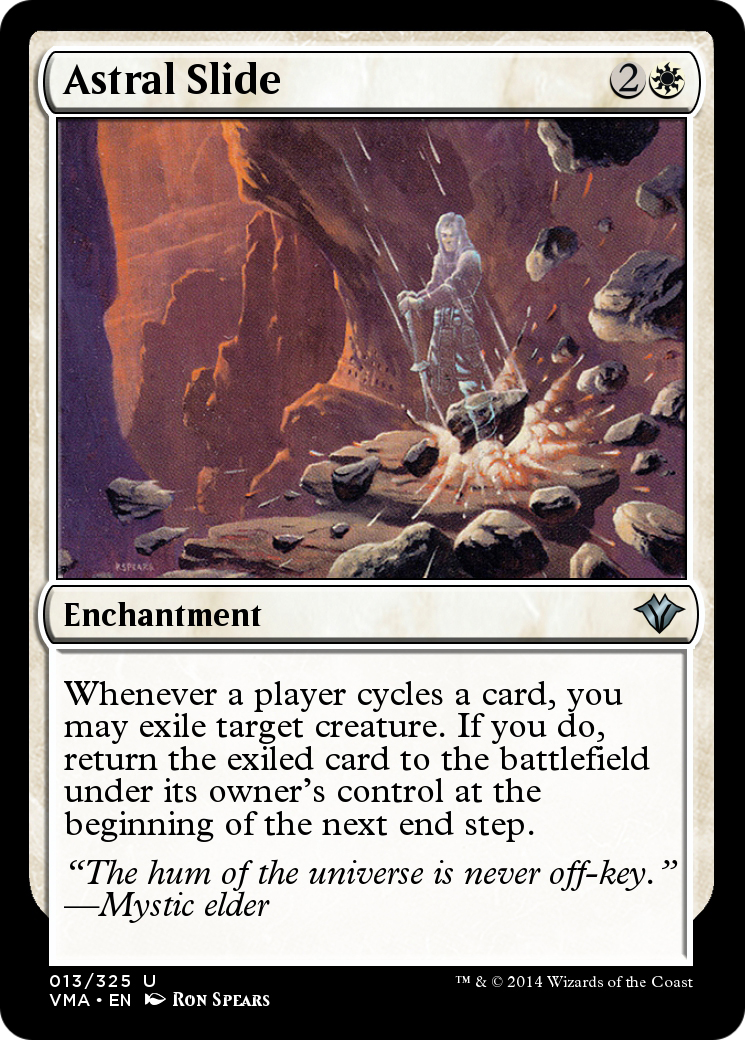 Astral Slide 2
R.SPEARS
Enchantment
Whenever a player cycles a card, you
may exile target creature. If you do,
return the exiled card to the battlefield
under its owner's control at the
beginning of the next end step.
“The hum of the universe is never off-key.”
—Mystic elder
013/325 U
™ & © 2014 Wizards of the Coast
VMA • EN Ron Spears